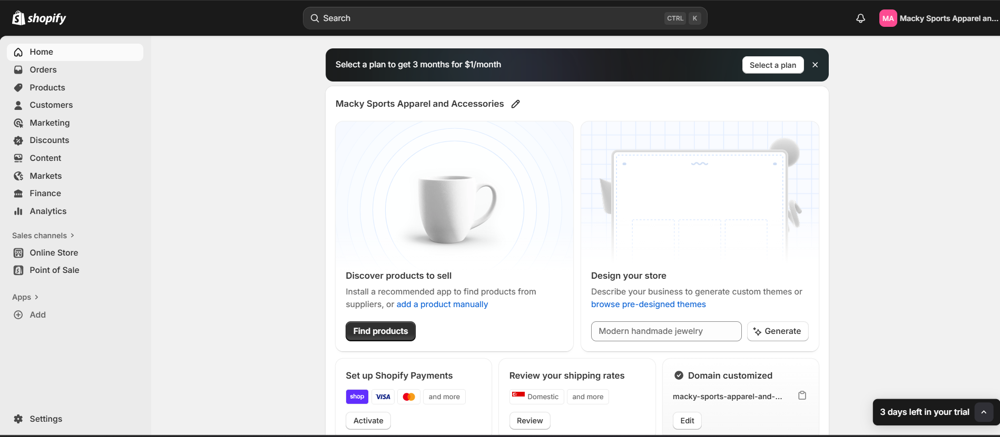 shopify
Search
CTRL K
MA Macky Sports Apparel an...
Home
Orders
Products
Customers
Marketing
Discounts
Content
Markets
Finance
Analytics
Sales channels
Online Store
Point of Sale
Apps
Add
Settings
Select a plan to get 3 months for $1/month
Select a plan
Macky Sports Apparel and Accessories
Discover products to sell
Install a recommended app to find products from
suppliers, or add a product manually
Find products
Design your store
Describe your business to generate custom themes or
browse pre-designed themes
Modern handmade jewelry
Generate
Set up Shopify Payments
shop VISA and more
Activate
Review your shipping rates
Domestic and more
Review
Domain customized
macky-sports-apparel-and-...
Edit
3 days left in your trial